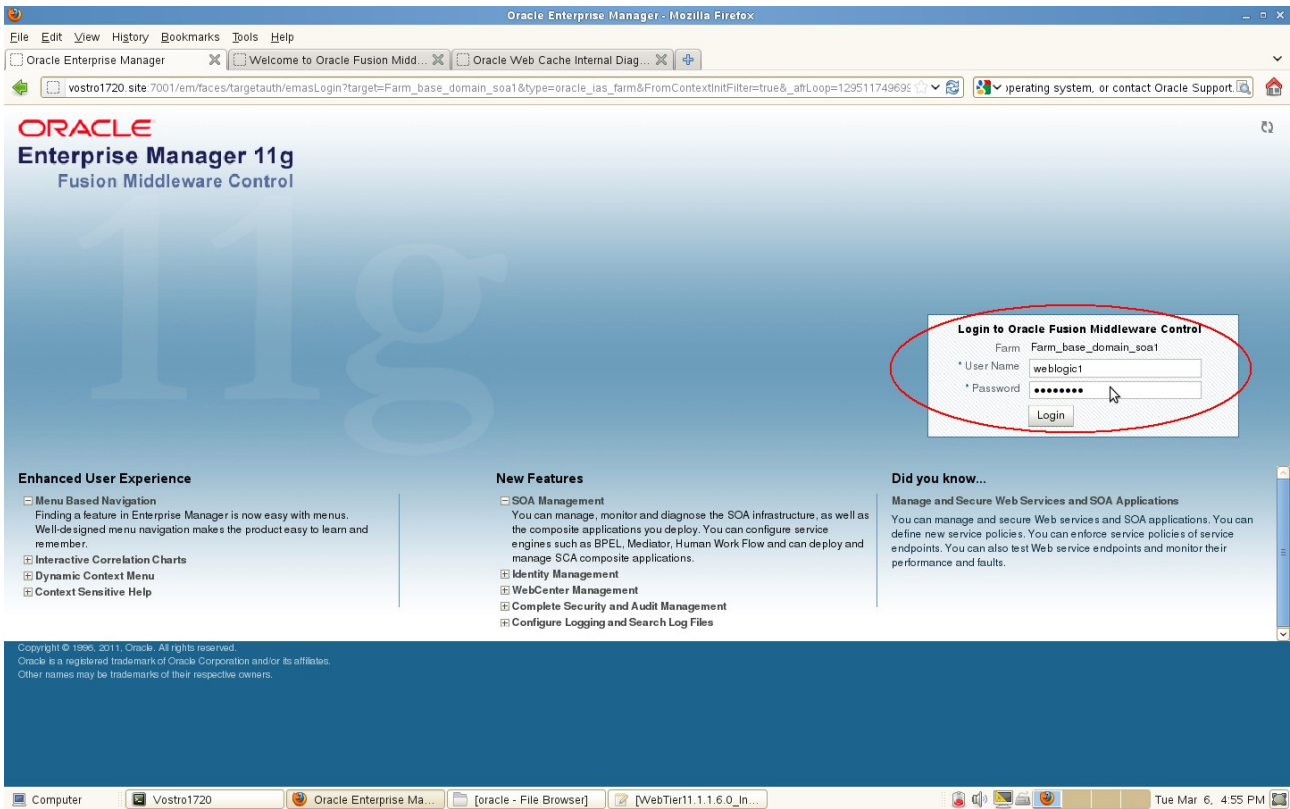 Oracle Enterprise Manager - Mozilla Firefox
File Edit View History Bookmarks Tools Help
Oracle Enterprise Manager
Welcome to Oracle Fusion Midd...
Oracle Web Cache Internal Diag...
vostro1720.site:7001/em/faces/targetauth/emasLogin?target=Farm_base_domain_soa1&type=oracle_ias_farm&FromContextInitFilter=true&_afrLoop=129511749695
perating system, or contact Oracle Support.
ORACLE
Enterprise Manager 11g
Fusion Middleware Control
11g
Login to Oracle Fusion Middleware Control
Farm Farm_base_domain_soa1
* User Name weblogic1
* Password ••••••••
Login
Enhanced User Experience
Menu Based Navigation
Finding a feature in Enterprise Manager is now easy with menus.
Well-designed menu navigation makes the product easy to learn and
remember.
Interactive Correlation Charts
Dynamic Context Menu
Context Sensitive Help
New Features
SOA Management
You can manage, monitor and diagnose the SOA infrastructure, as well as
the composite applications you deploy. You can configure service
engines such as BPEL, Mediator, Human Work Flow and can deploy and
manage SCA composite applications.
Identity Management
WebCenter Management
Complete Security and Audit Management
Configure Logging and Search Log Files
Did you know...
Manage and Secure Web Services and SOA Applications
You can manage and secure Web services and SOA applications. You can
define new service policies. You can enforce service policies of service
endpoints. You can also test Web service endpoints and monitor their
performance and faults.
Copyright © 1996, 2011, Oracle. All rights reserved.
Oracle is a registered trademark of Oracle Corporation and/or its affiliates.
Other names may be trademarks of their respective owners.
Computer
Vostro1720
Oracle Enterprise Ma...
[oracle - File Browser]
[WebTier11.1.1.6.0_In...
Tue Mar 6, 4:55 PM